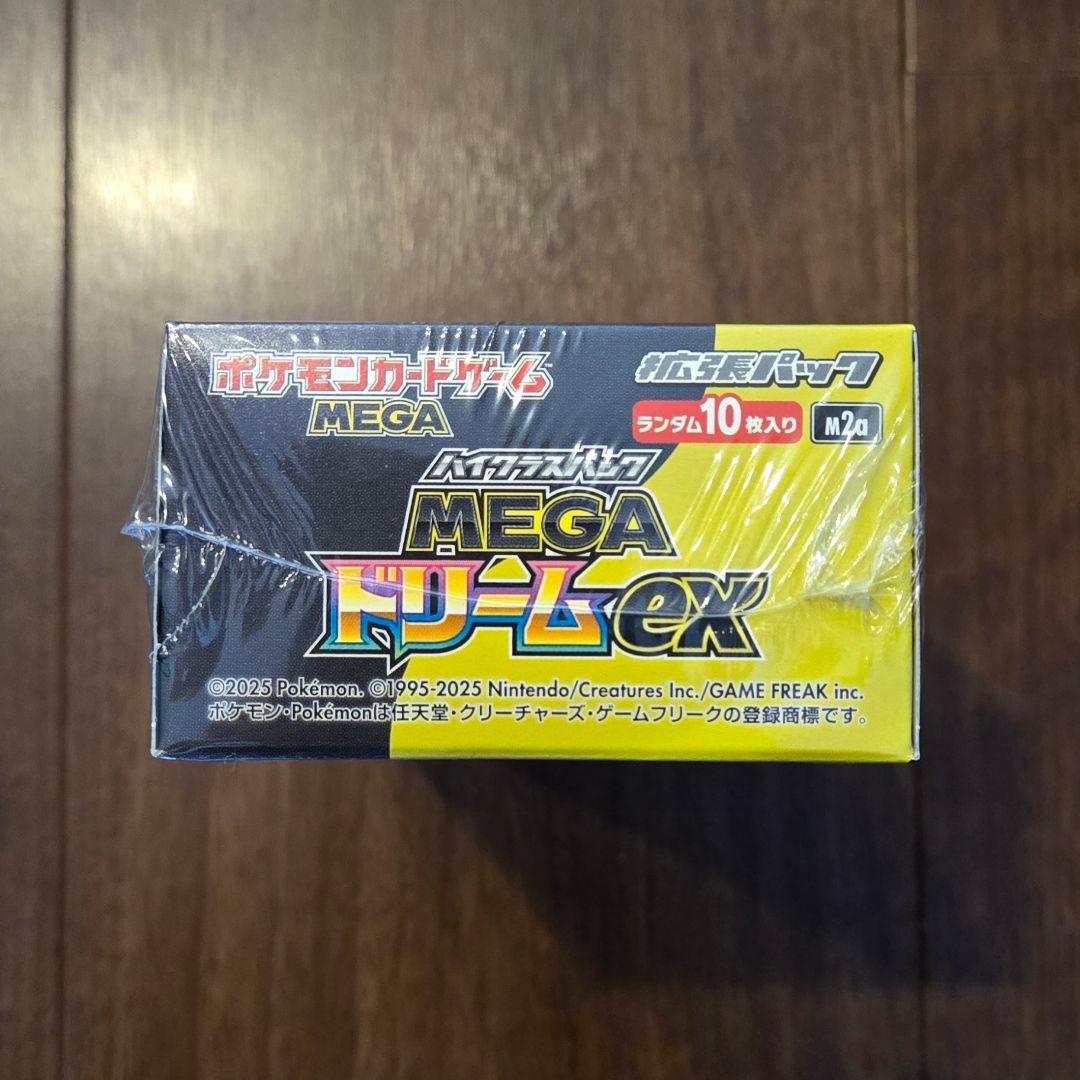 ポケモンカードゲーム
MEGA
拡張パック
ランダム10枚入り M2a
ハイクラスパック
MEGA
ドリームex
©2025 Pokémon. ©1995-2025 Nintendo/Creatures Inc./GAME FREAK inc.
ポケモン・Pokémonは任天堂・クリーチャーズ・ゲームフリークの登録商標です。